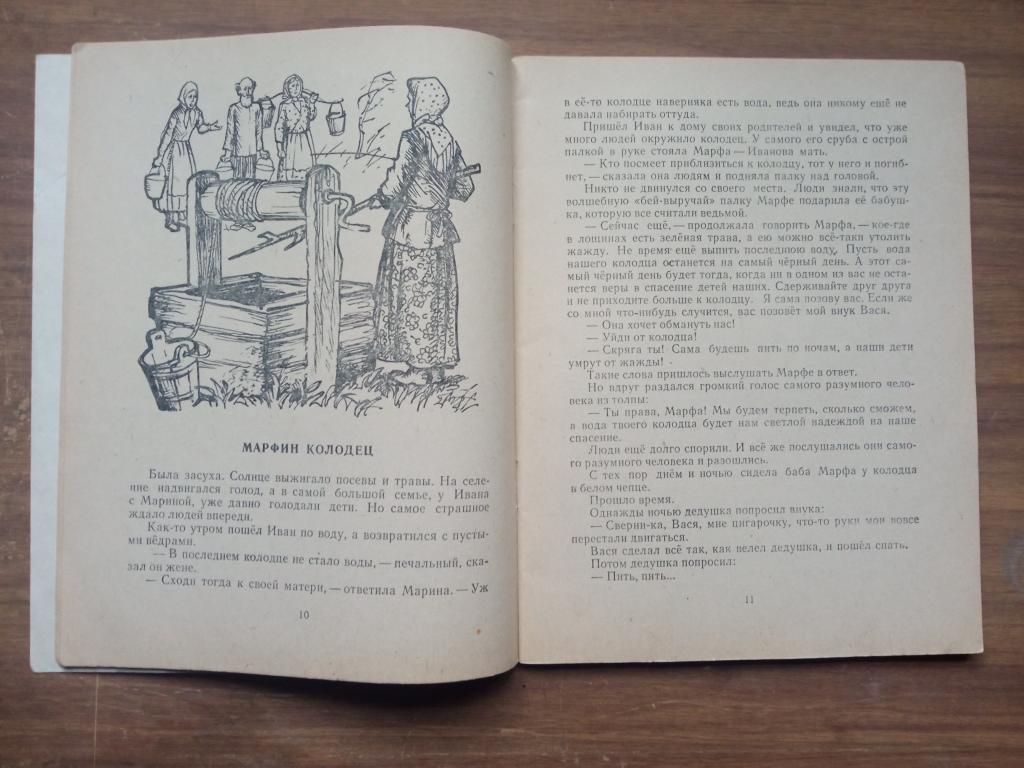 МАРФИН КОЛОДЕЦ
Была засуха. Солнце выжигало посевы и травы. На селе-
ние надвигался голод, а в самой большой семье, у Ивана
с Мариной, уже давно голодали дети. Но самое страшное
ждало людей впереди.
Как-то утром пошёл Иван по воду, а возвратился с пусты-
ми вёдрами.
— В последнем колодце не стало воды, — печальный, ска-
зал он жене.
— Сходи тогда к своей матери, — ответила Марина. — Уж
10
в её-то колодце наверняка есть вода, ведь она никому ещё не
давала набирать оттуда.
Пришёл Иван к дому своих родителей и увидел, что уже
много людей окружило колодец. У самого его сруба с острой
палкой в руке стояла Марфа — Иванова мать.
— Кто посмеет приблизиться к колодцу, тот у него и погиб-
нет, — сказала она людям и подняла палку над головой.
Никто не двинулся со своего места. Люди знали, что эту
волшебную «бей-выручай» палку Марфе подарила её бабуш-
ка, которую все считали ведьмой.
— Сейчас ещё, — продолжала говорить Марфа, — кое-где
в лощинах есть зелёная трава, а ею можно всё-таки утолить
жажду. Не время ещё выпить последнюю воду. Пусть вода
нашего колодца останется на самый чёрный день. А этот са-
мый чёрный день будет тогда, когда ни в одном из вас не оста-
нется веры в спасение детей наших. Сдерживайте друг друга
и не приходите больше к колодцу. Я сама позову вас. Если же
со мной что-нибудь случится, вас позовёт мой внук Вася.
— Она хочет обмануть нас!
— Уйди от колодца!
— Скряга ты! Сама будешь пить по ночам, а наши дети
умрут от жажды!
Такие слова пришлось выслушать Марфе в ответ.
Но вдруг раздался громкий голос самого разумного чело-
века из толпы:
— Ты права, Марфа! Мы будем терпеть, сколько сможем,
а вода твоего колодца будет нам светлой надеждой на наше
спасение.
Люди ещё долго спорили. И всё же послушались они само-
го разумного человека и разошлись.
С тех пор днём и ночью сидела баба Марфа у колодца
в белом чепце.
Прошло время.
Однажды ночью дедушка попросил внука:
— Сверни-ка, Вася, мне цигарочку, что-то руки мои вовсе
перестали двигаться.
Вася сделал всё так, как велел дедушка, и пошёл спать.
Потом дедушка попросил:
— Пить, пить...
11